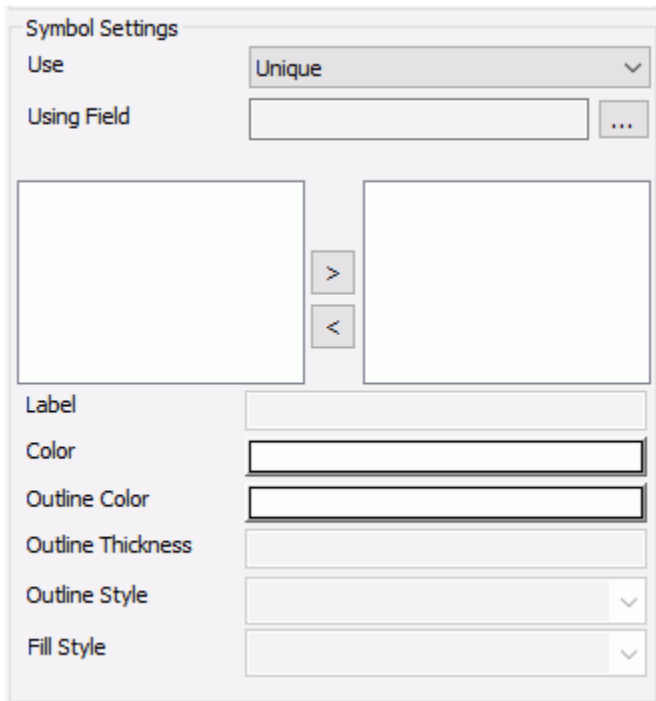 Symbol Settings
Use Unique
Using Field ...
>
<
Label
Color
Outline Color
Outline Thickness
Outline Style
Fill Style